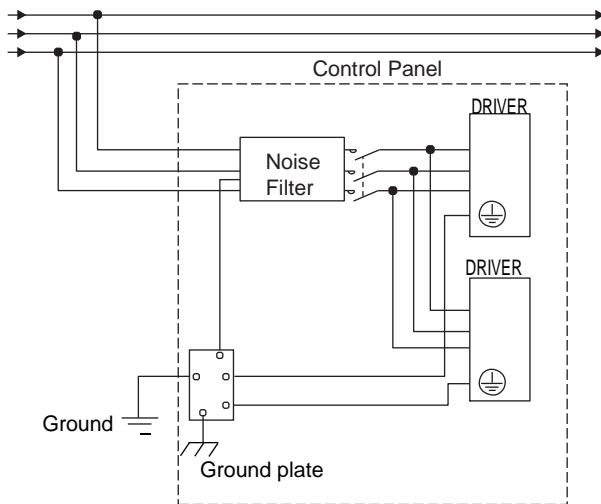 Control Panel
DRIVER
Noise
Filter
DRIVER
Ground
Ground plate